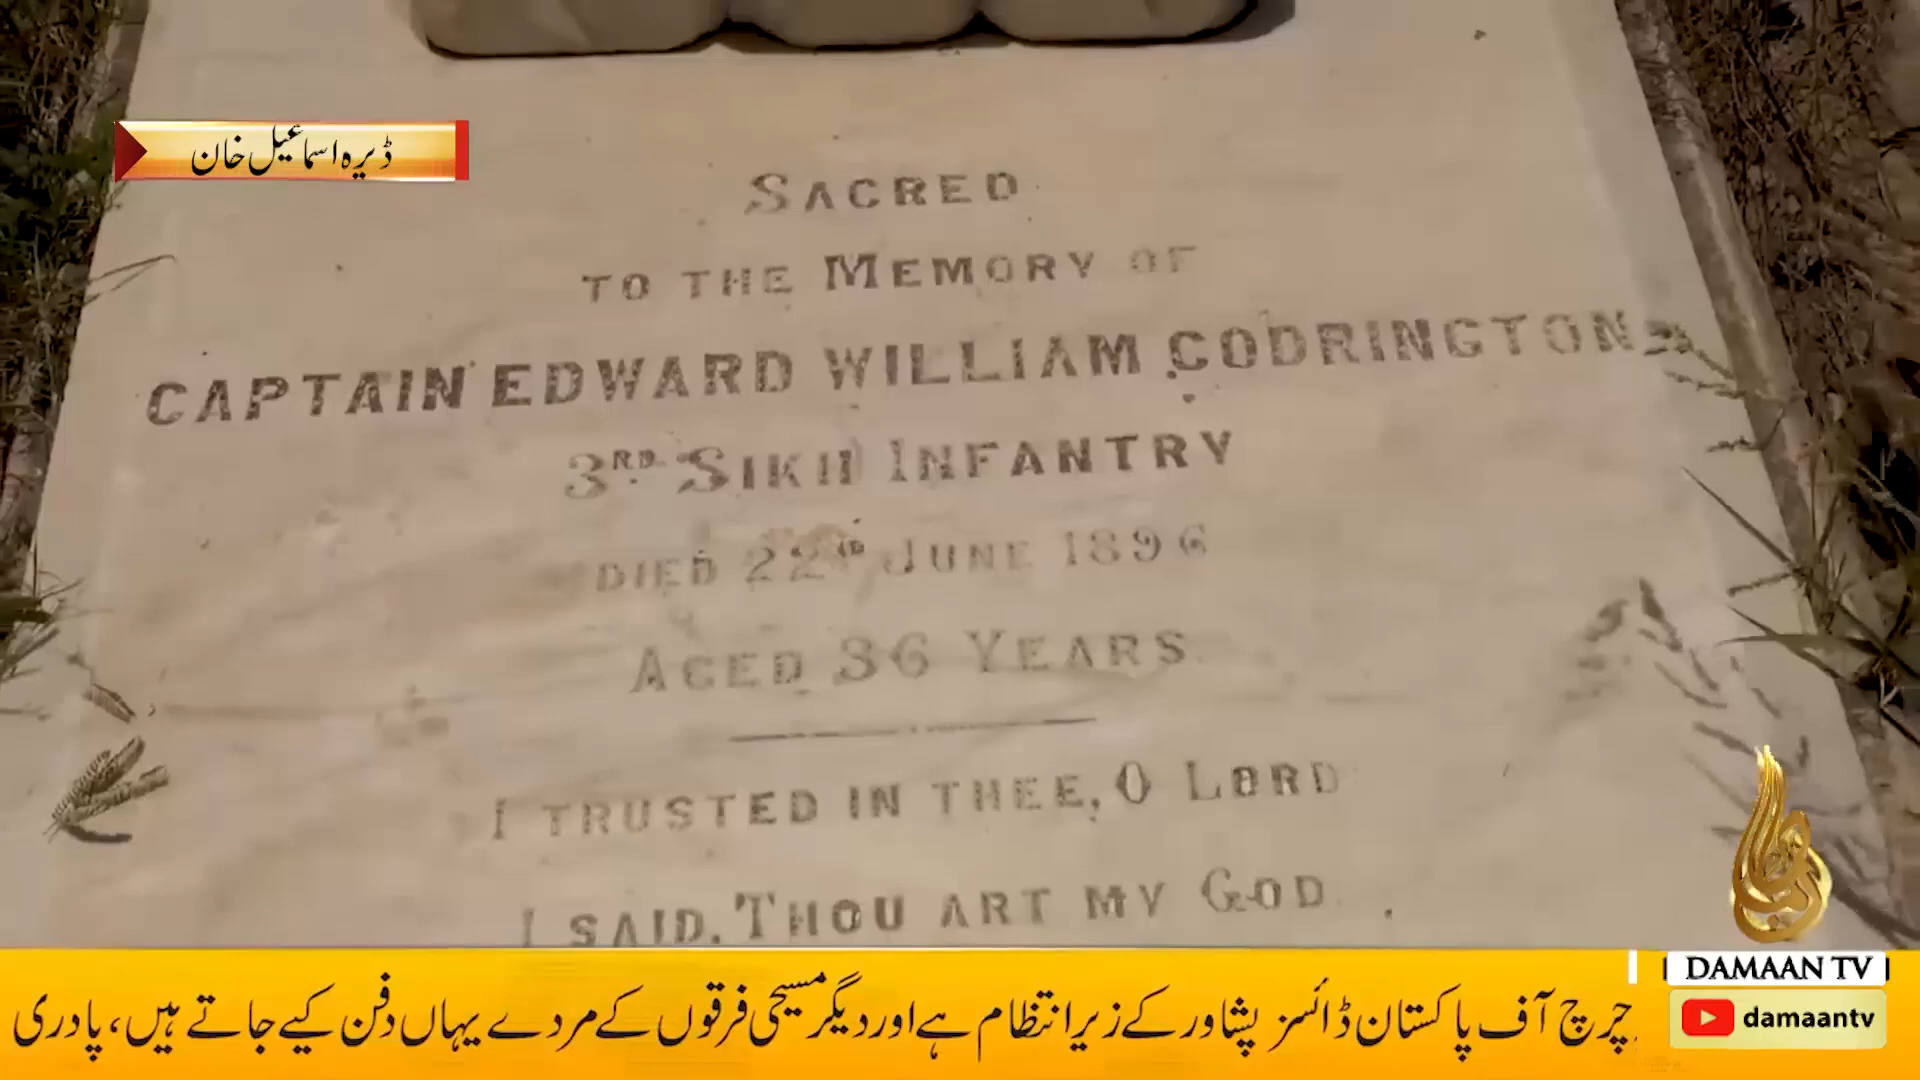 ڈیرہ اسماعیل خان
SACRED
TO THE MEMORY OF
CAPTAIN EDWARD WILLIAM CODRINGTON
3RD SIKH INFANTRY
DIED 22ND JUNE 1896
AGED 36 YEARS
I TRUSTED IN THEE, O LORD
I SAID, THOU ART MY GOD
DAMAAN TV
damaantv
چرچ آف پاکستان ڈائسز پشاور کے زیر انتظام ہے اور دیگر مسیحی فرقوں کے مردے یہاں دفن کیے جاتے ہیں، پادری